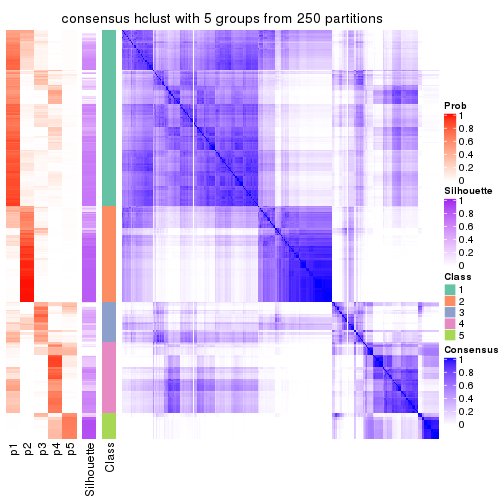 consensus hclust with 5 groups from 250 partitions
Prob
1
0.8
0.6
0.4
0.2
0
Silhouette
1
0.8
0.6
0.4
0.2
0
Class
1
2
3
4
5
Consensus
1
0.8
0.6
0.4
0.2
0
p1
p2
p3
p4
p5
Silhouette
Class